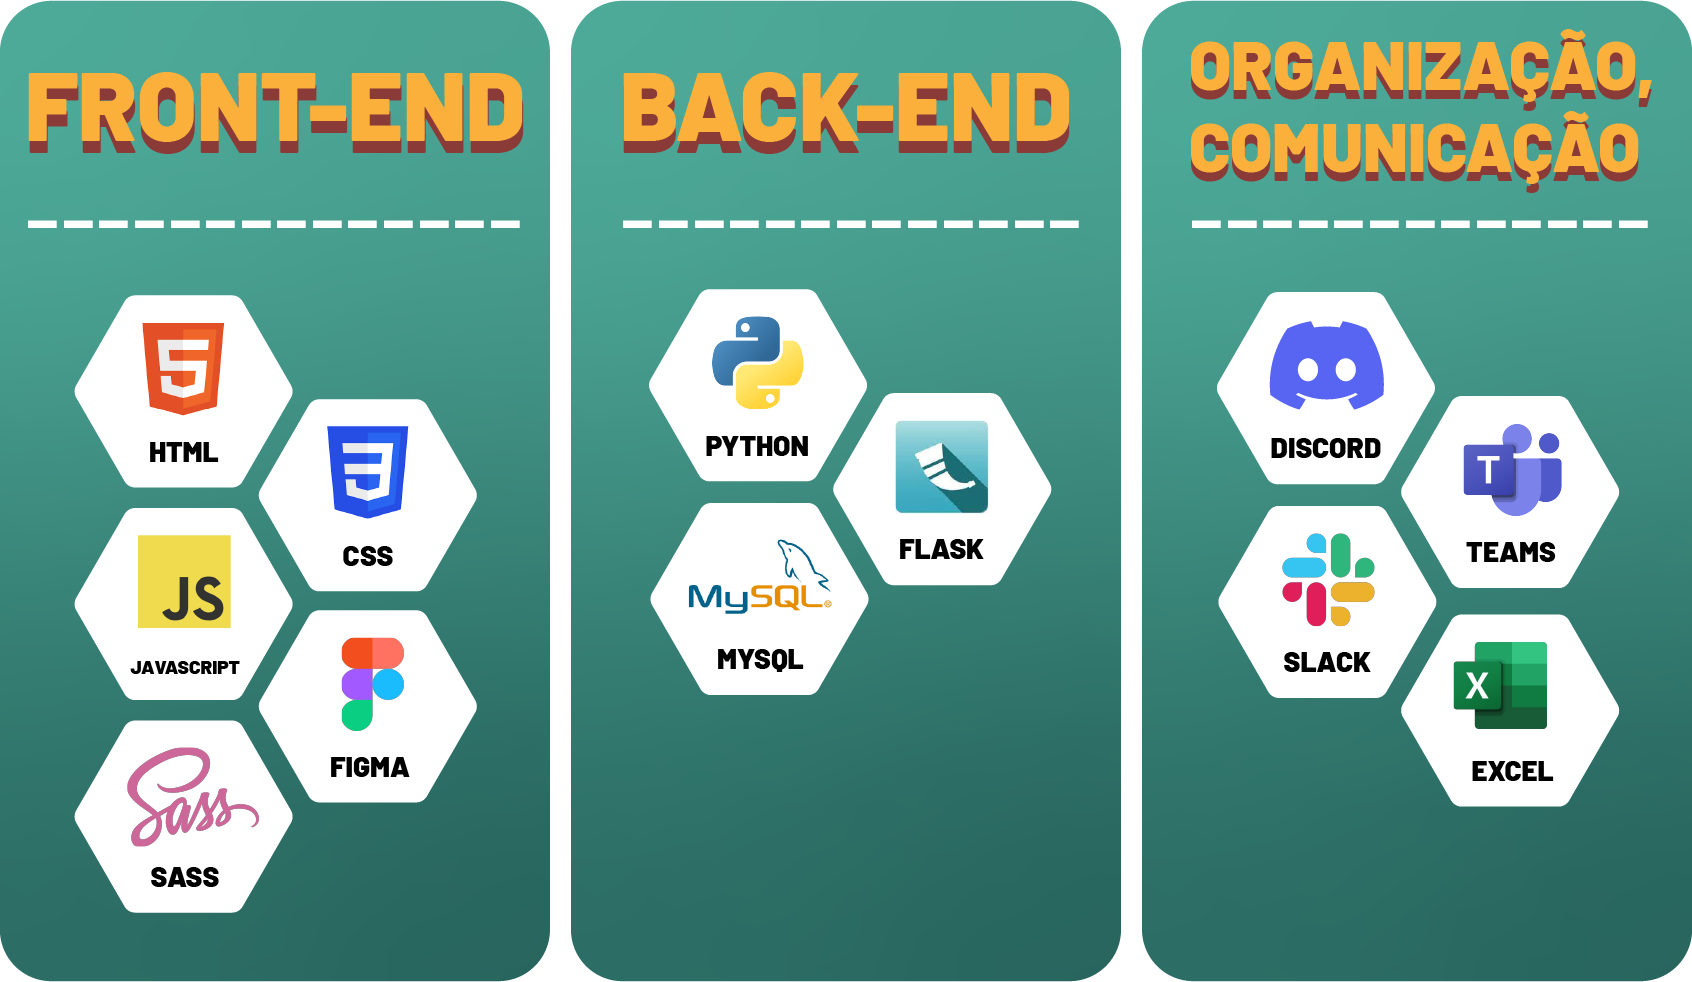 FRONT-END
HTML
CSS
JS
JAVASCRIPT
FIGMA
Sass
SASS
BACK-END
PYTHON
FLASK
MySQL®
MYSQL
ORGANIZAÇÃO,
COMUNICAÇÃO
DISCORD
T
TEAMS
SLACK
X
EXCEL